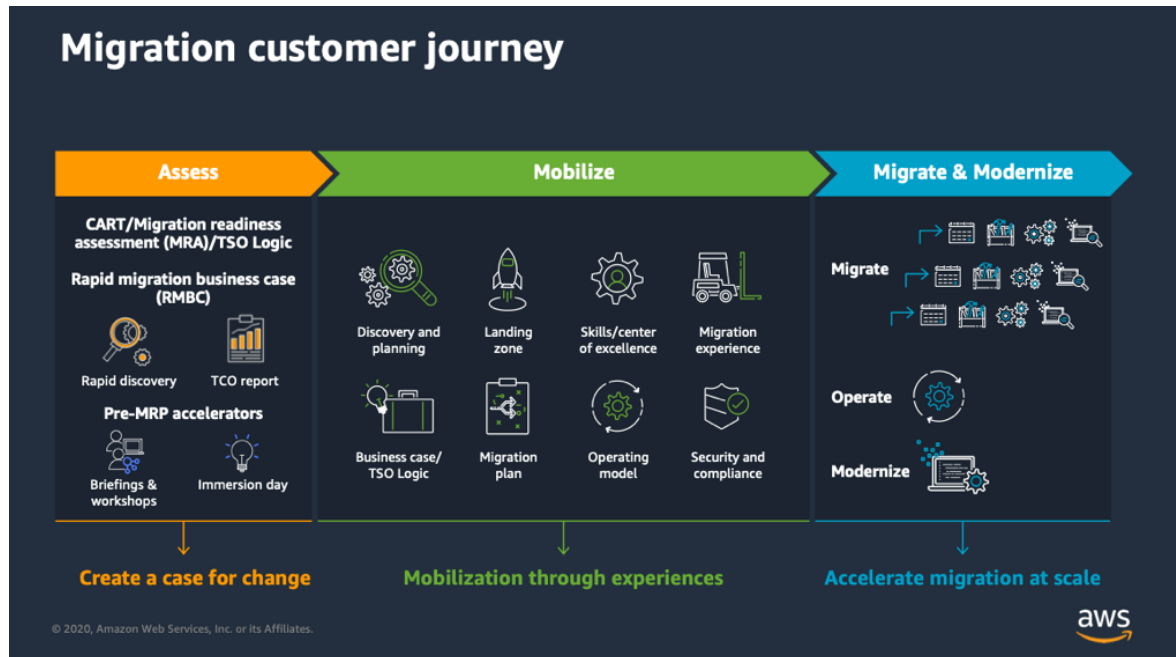 Migration customer journey
Assess
Mobilize
Migrate & Modernize
CART/Migration readiness
assessment (MRA)/TSO Logic
Rapid migration business case
(RMBC)
Rapid discovery
TCO report
Pre-MRP accelerators
Briefings &
workshops
Immersion day
Discovery and
planning
Landing
zone
Skills/center
of excellence
Migration
experience
Business case/
TSO Logic
Migration
plan
Operating
model
Security and
compliance
Migrate
Operate
Modernize
Create a case for change
Mobilization through experiences
Accelerate migration at scale
© 2020, Amazon Web Services, Inc. or its Affiliates.
aws